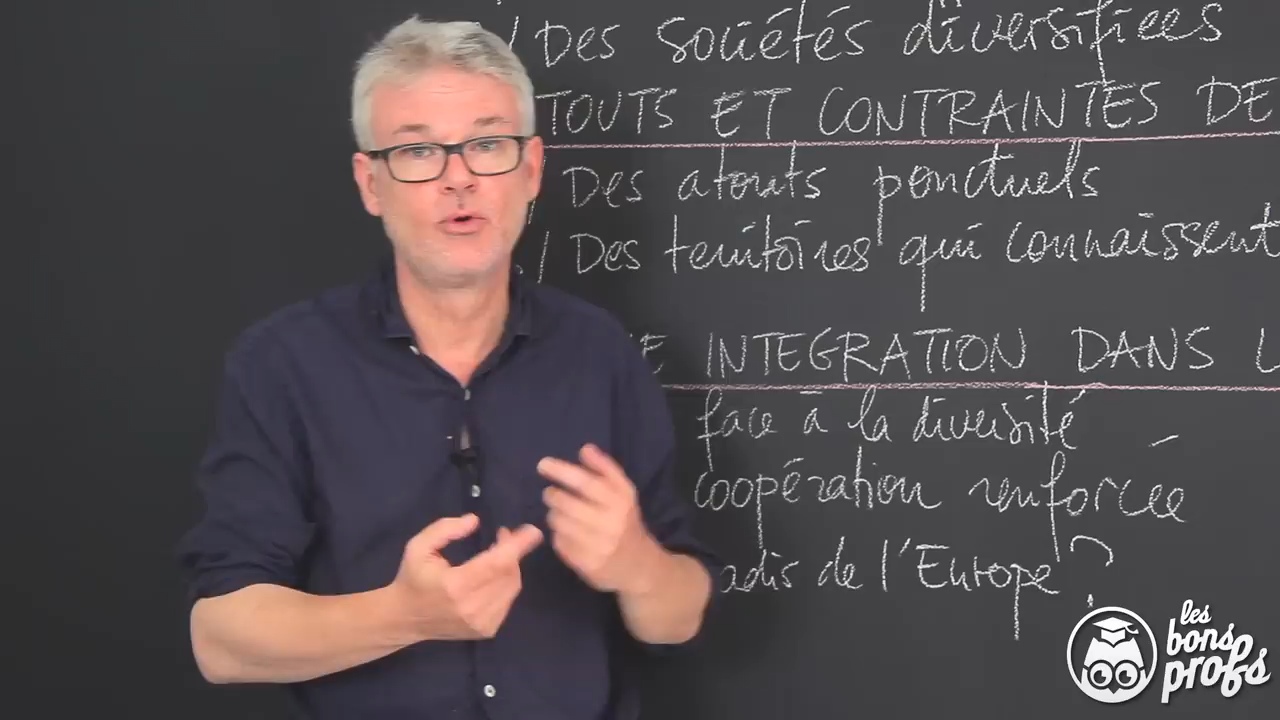 / Des sociétés diversifiées
TOUTS ET CONTRAINTES DE
/ Des atouts ponctuels
/ Des territoires qui connaissent
E INTEGRATION DANS L
face à la diversité
coopération renforcée
adis de l'Europe ?
les
bons
profs